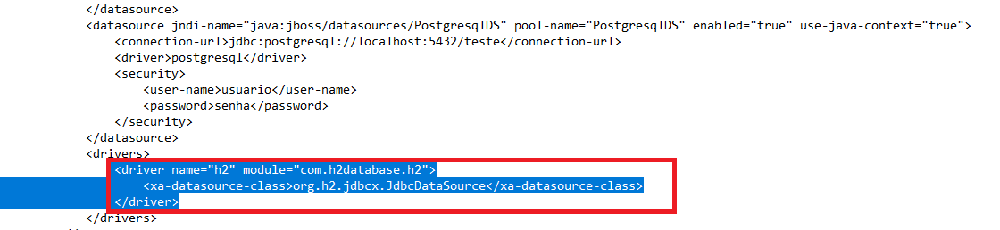 </datasource>
<datasource jndi-name="java:jboss/datasources/PostgresqlDS" pool-name="PostgresqlDS" enabled="true" use-java-context="true">
<connection-url>jdbc:postgresql://localhost:5432/teste</connection-url>
<driver>postgresql</driver>
<security>
<user-name>usuario</user-name>
<password>senha</password>
</security>
</datasource>
<drivers>
<driver name="h2" module="com.h2database.h2">
<xa-datasource-class>org.h2.jdbcx.JdbcDataSource</xa-datasource-class>
</driver>
</drivers>